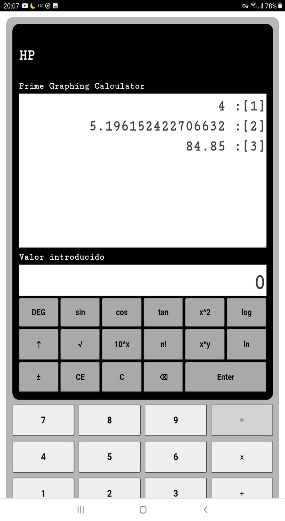 20:07
78%
HP
Prime Graphing Calculator
4 :[1]
5.196152422706632 :[2]
84.85 :[3]
Valor introducido
0
DEG sin cos tan x^2 log
↑ √ 10^x n! x^y ln
± CE C ⌫ Enter
7 8 9 ÷
4 5 6 x
1 2 3 +